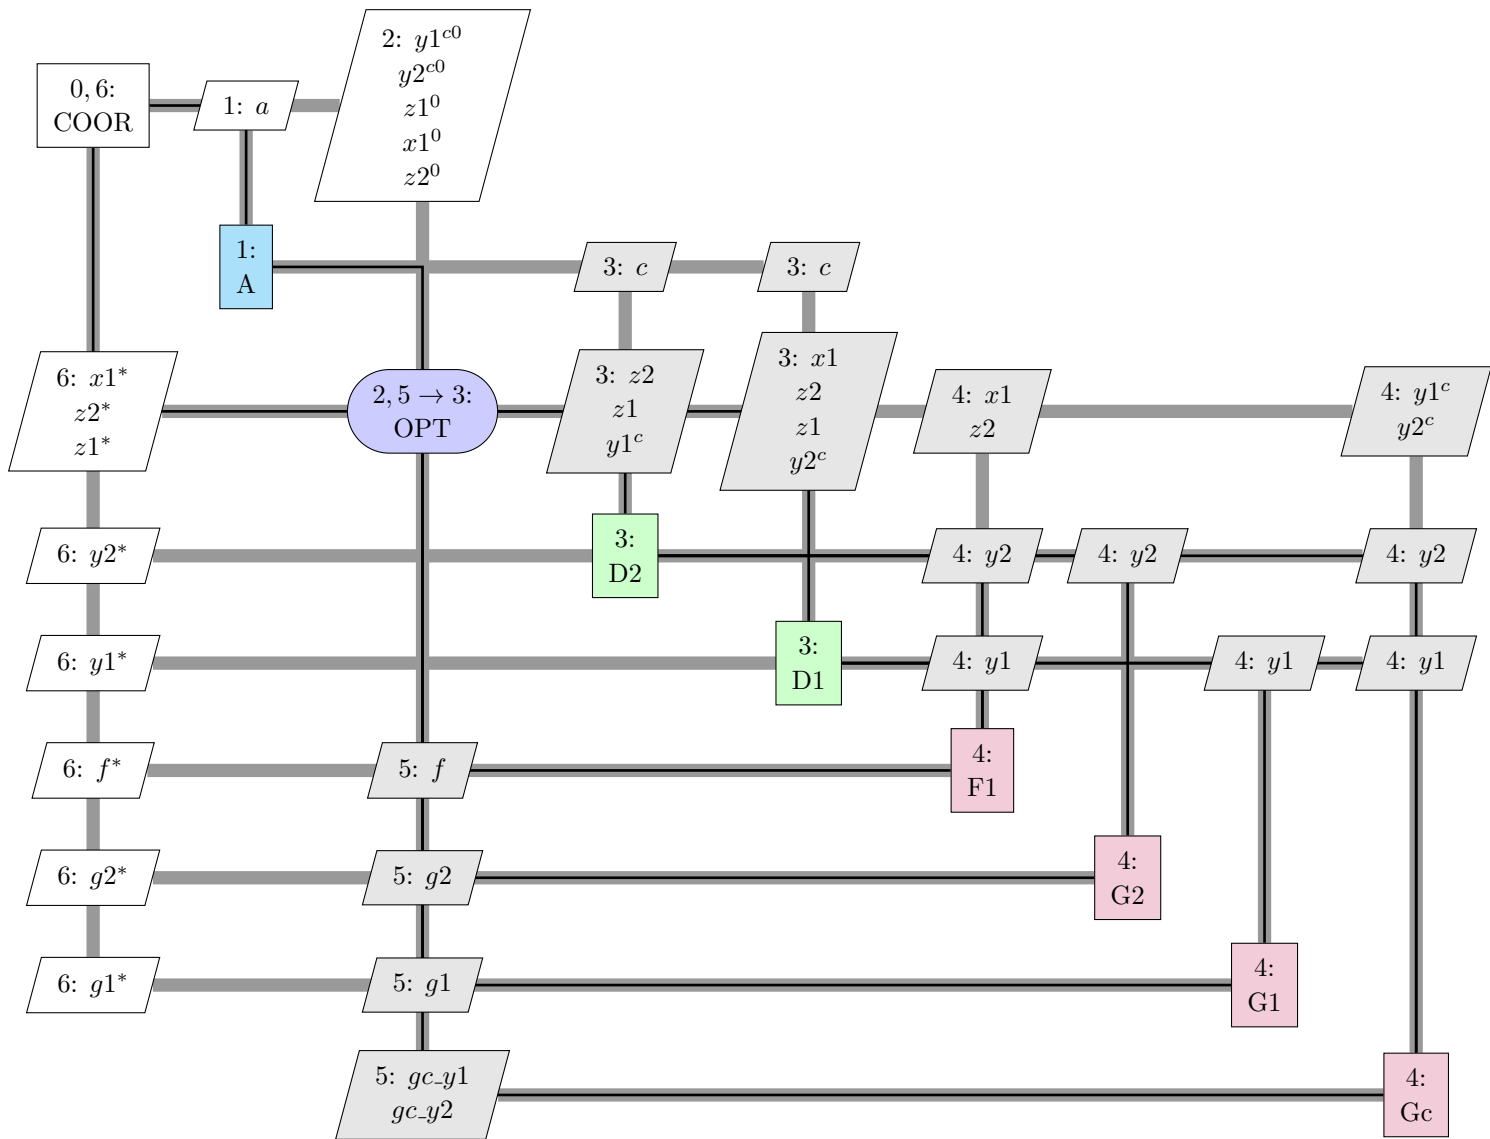 0, 6:
COOR
1: a
2: y1^{c0}
y2^{c0}
z1^0
x1^0
z2^0
1:
A
3: c
3: c
6: x1*
z2*
z1*
2, 5 → 3:
OPT
3: z2
z1
y1^c
3: x1
z2
z1
y2^c
4: x1
z2
4: y1^c
y2^c
6: y2*
3:
D2
4: y2
4: y2
4: y2
6: y1*
3:
D1
4: y1
4: y1
4: y1
6: f*
5: f
4:
F1
6: g2*
5: g2
4:
G2
6: g1*
5: g1
4:
G1
5: gc_y1
gc_y2
4:
Gc